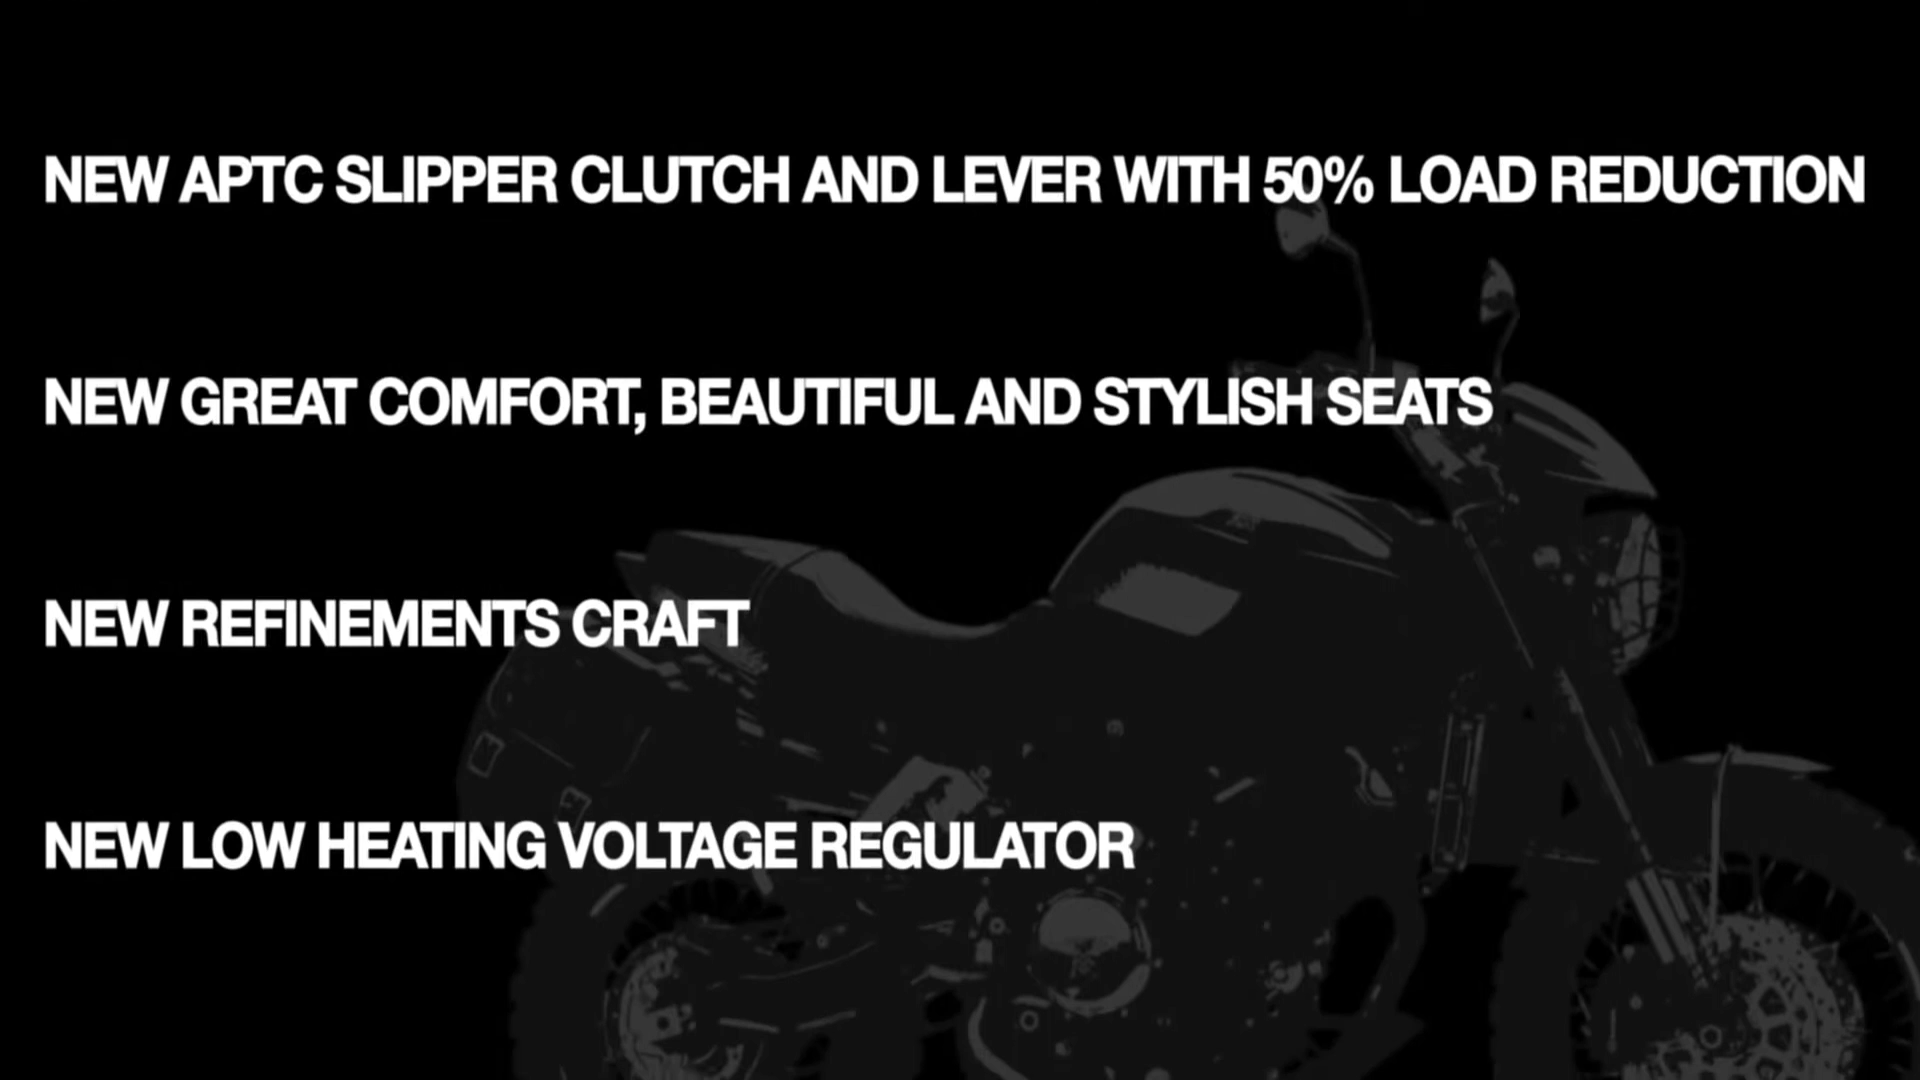 NEW APTC SLIPPER CLUTCH AND LEVER WITH 50% LOAD REDUCTION
NEW GREAT COMFORT, BEAUTIFUL AND STYLISH SEATS
NEW REFINEMENTS CRAFT
NEW LOW HEATING VOLTAGE REGULATOR